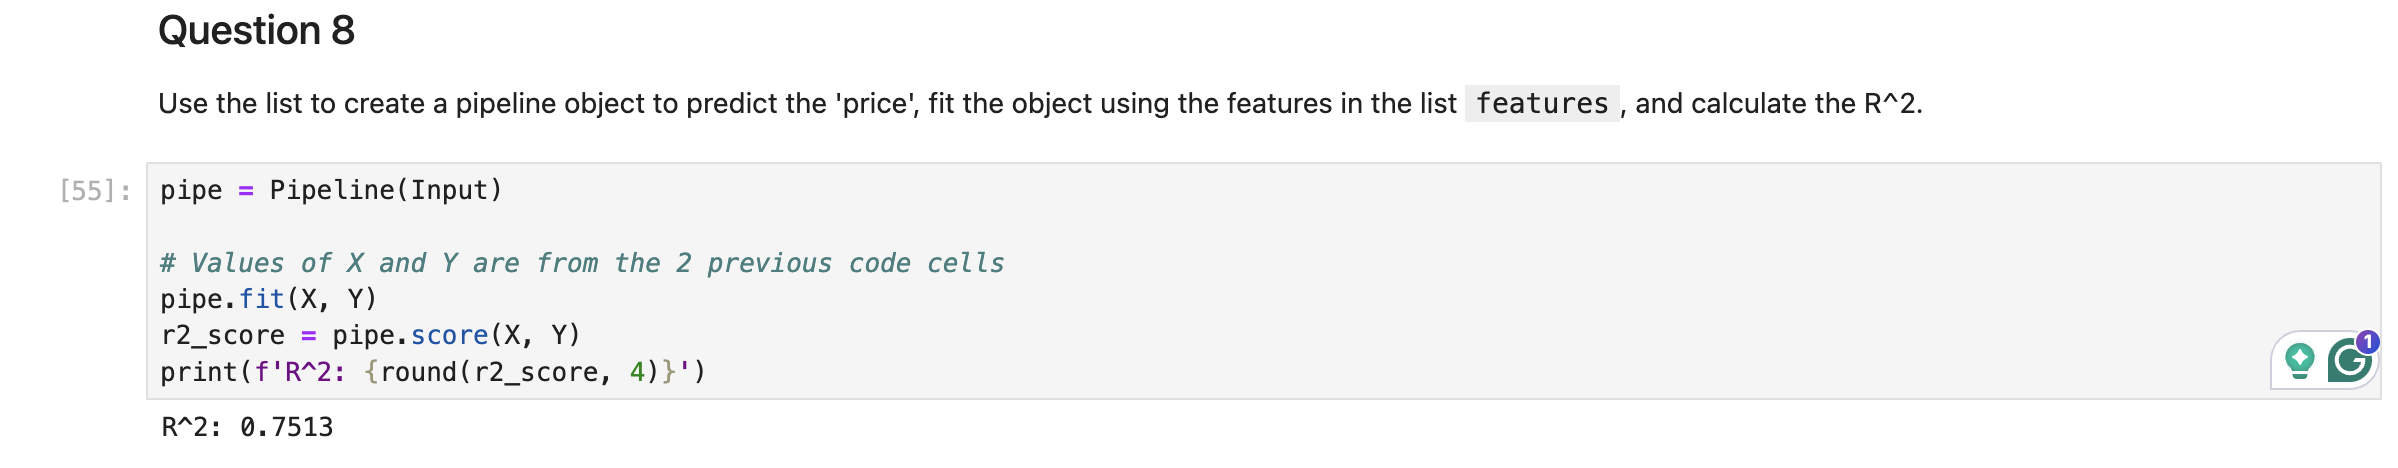 Question 8
Use the list to create a pipeline object to predict the 'price', fit the object using the features in the list features, and calculate the R^2.
[55]:
pipe = Pipeline(Input)
# Values of X and Y are from the 2 previous code cells
pipe.fit(X, Y)
r2_score = pipe.score(X, Y)
print(f'R^2: {round(r2_score, 4)}')
1
R^2: 0.7513